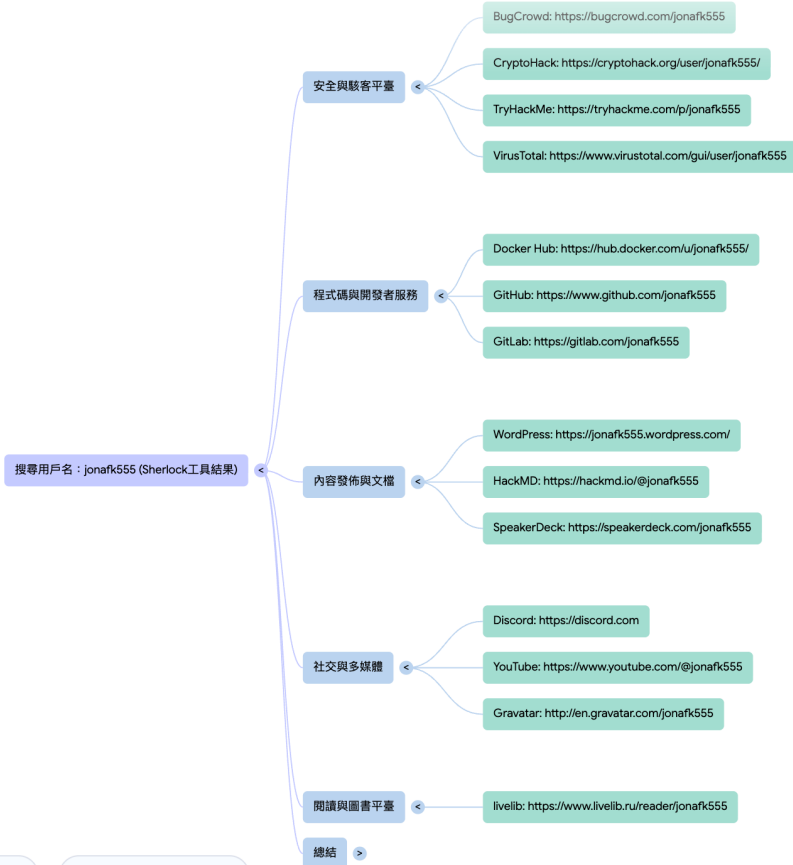 搜尋用戶名：jonafk555 (Sherlock工具結果)
<
安全與駭客平臺
<
BugCrowd: https://bugcrowd.com/jonafk555
CryptoHack: https://cryptohack.org/user/jonafk555/
TryHackMe: https://tryhackme.com/p/jonafk555
VirusTotal: https://www.virustotal.com/gui/user/jonafk555
程式碼與開發者服務
<
Docker Hub: https://hub.docker.com/u/jonafk555/
GitHub: https://www.github.com/jonafk555
GitLab: https://gitlab.com/jonafk555
內容發佈與文檔
<
WordPress: https://jonafk555.wordpress.com/
HackMD: https://hackmd.io/@jonafk555
SpeakerDeck: https://speakerdeck.com/jonafk555
社交與多媒體
<
Discord: https://discord.com
YouTube: https://www.youtube.com/@jonafk555
Gravatar: http://en.gravatar.com/jonafk555
閱讀與圖書平臺
<
livelib: https://www.livelib.ru/reader/jonafk555
總結
>